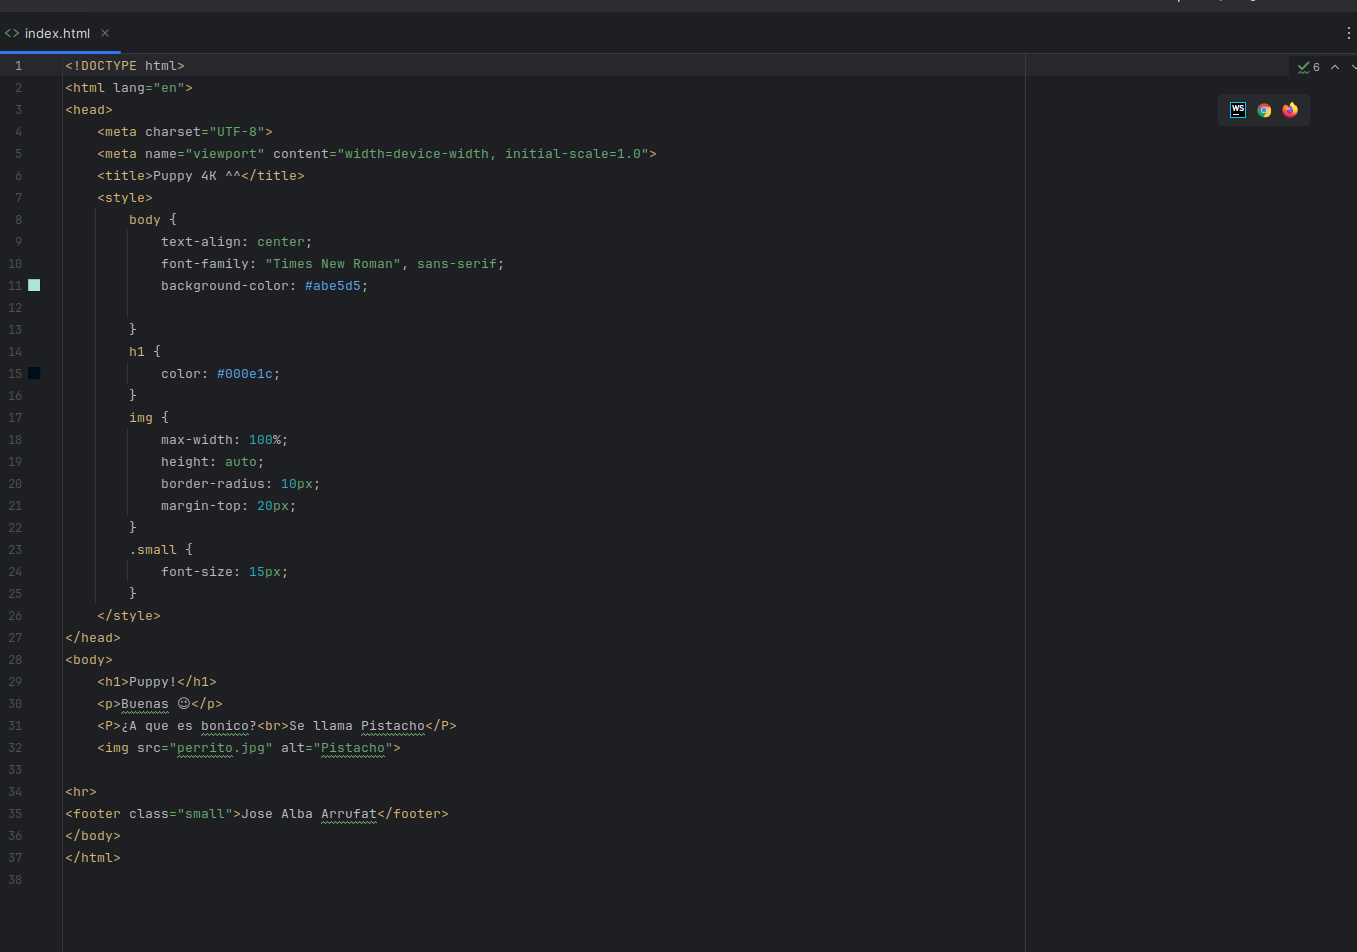 index.html
6
WS
1 <!DOCTYPE html>
2 <html lang="en">
3 <head>
4     <meta charset="UTF-8">
5     <meta name="viewport" content="width=device-width, initial-scale=1.0">
6     <title>Puppy 4K ^^</title>
7     <style>
8         body {
9             text-align: center;
10             font-family: "Times New Roman", sans-serif;
11             background-color: #abe5d5;
12
13         }
14         h1 {
15             color: #000e1c;
16         }
17         img {
18             max-width: 100%;
19             height: auto;
20             border-radius: 10px;
21             margin-top: 20px;
22         }
23         .small {
24             font-size: 15px;
25         }
26     </style>
27 </head>
28 <body>
29     <h1>Puppy!</h1>
30     <p>Buenas 😉</p>
31     <P>¿A que es bonico?<br>Se llama Pistacho</P>
32     <img src="perrito.jpg" alt="Pistacho">
33
34 <hr>
35 <footer class="small">Jose Alba Arrufat</footer>
36 </body>
37 </html>
38